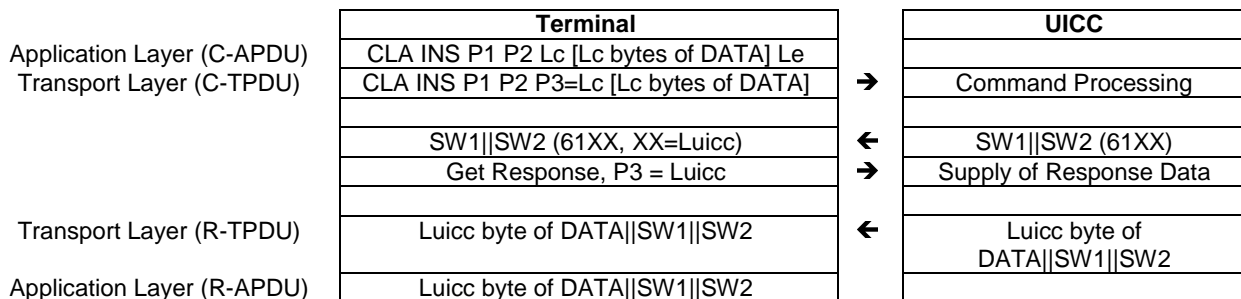 Terminal UICC
Application Layer (C-APDU) CLA INS P1 P2 Lc [Lc bytes of DATA] Le
Transport Layer (C-TPDU) CLA INS P1 P2 P3=Lc [Lc bytes of DATA] ➔ Command Processing
SW1||SW2 (61XX, XX=Luicc) 🡸 SW1||SW2 (61XX)
Get Response, P3 = Luicc ➔ Supply of Response Data
Transport Layer (R-TPDU) Luicc byte of DATA||SW1||SW2 🡸 Luicc byte of
DATA||SW1||SW2
Application Layer (R-APDU) Luicc byte of DATA||SW1||SW2